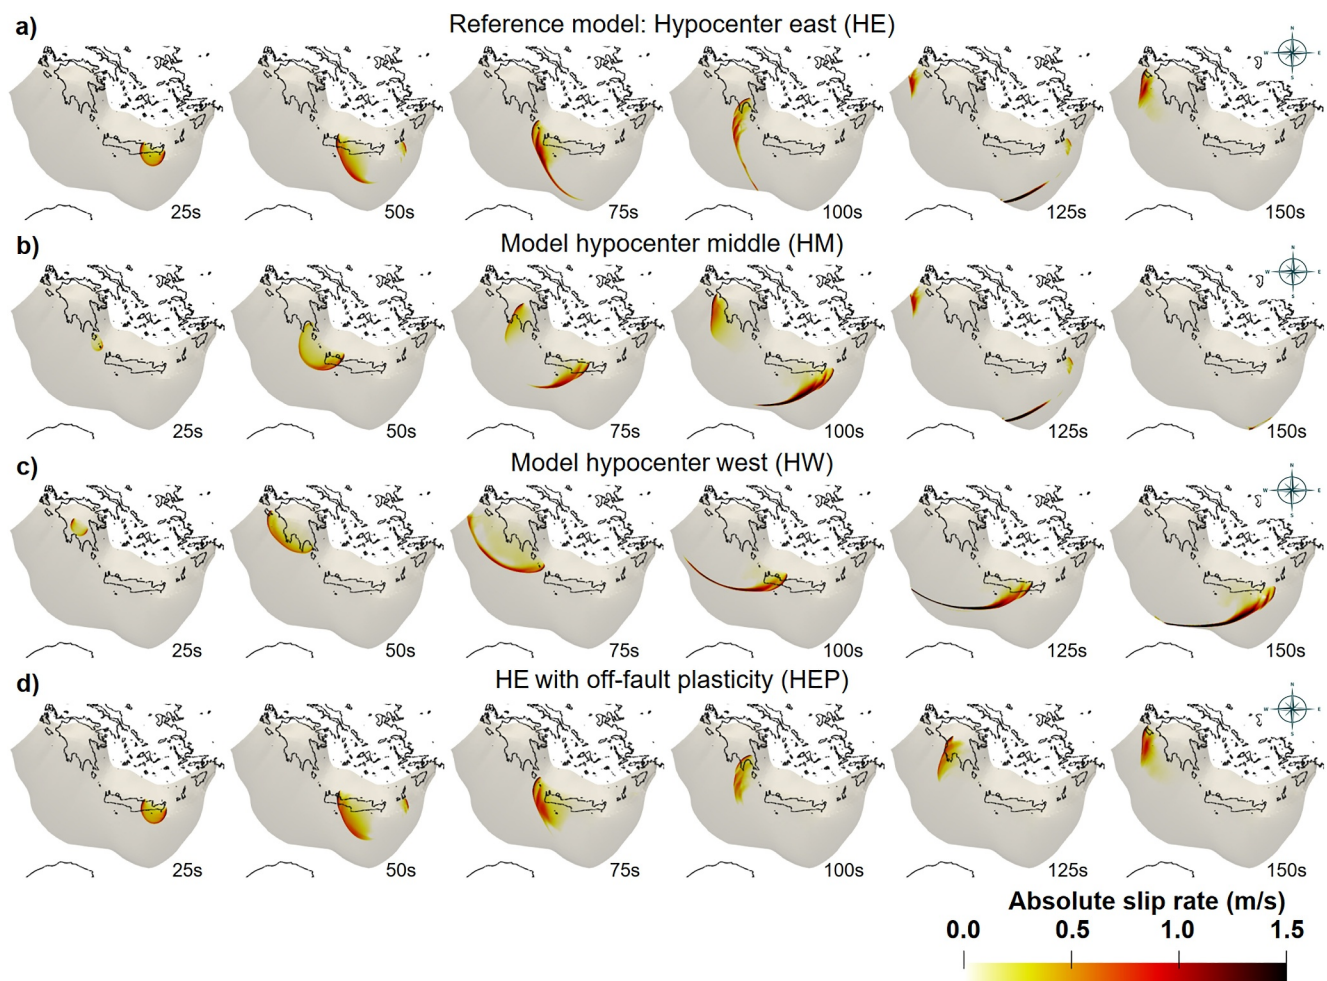 a)
Reference model: Hypocenter east (HE)
N
W E
S
25s 50s 75s 100s 125s 150s
b)
Model hypocenter middle (HM)
N
W E
S
25s 50s 75s 100s 125s 150s
c)
Model hypocenter west (HW)
N
W E
S
25s 50s 75s 100s 125s 150s
d)
HE with off-fault plasticity (HEP)
N
W E
S
25s 50s 75s 100s 125s 150s
Absolute slip rate (m/s)
0.0 0.5 1.0 1.5